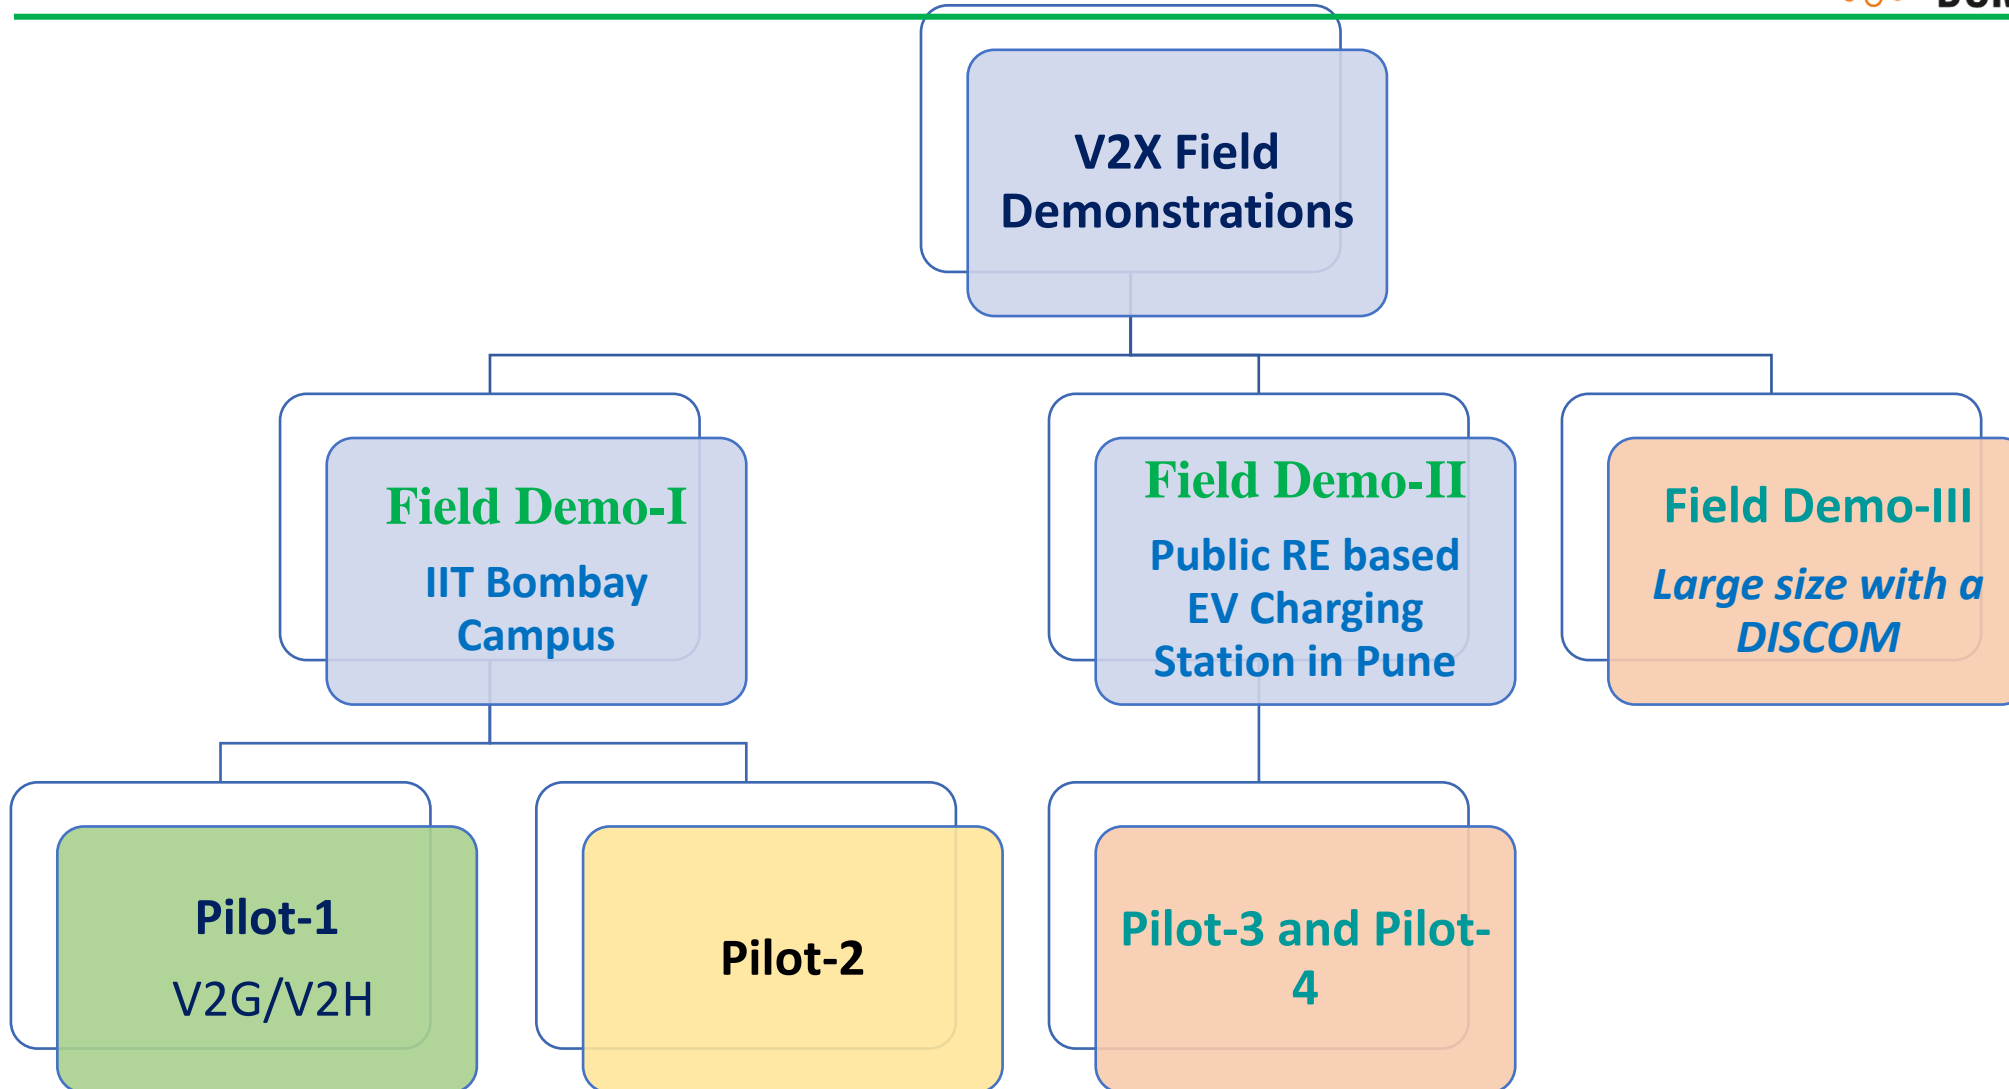 V2X Field
Demonstrations
Field Demo-I
IIT Bombay
Campus
Field Demo-II
Public RE based
EV Charging
Station in Pune
Field Demo-III
Large size with a
DISCOM
Pilot-1
V2G/V2H
Pilot-2
Pilot-3 and Pilot-
4